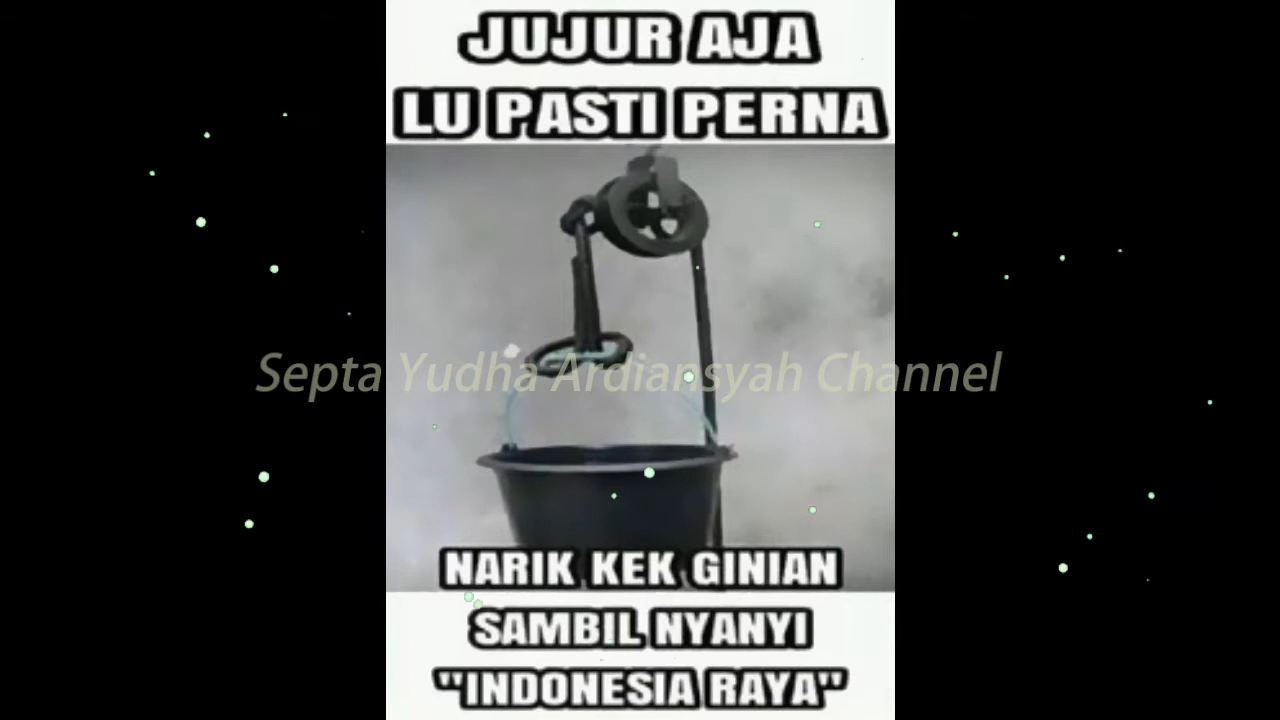 JUJUR AJA
LU PASTI PERNA
Septa Yudha Ardiansyah Channel
NARIK KEK GINIAN
SAMBIL NYANYI
"INDONESIA RAYA"